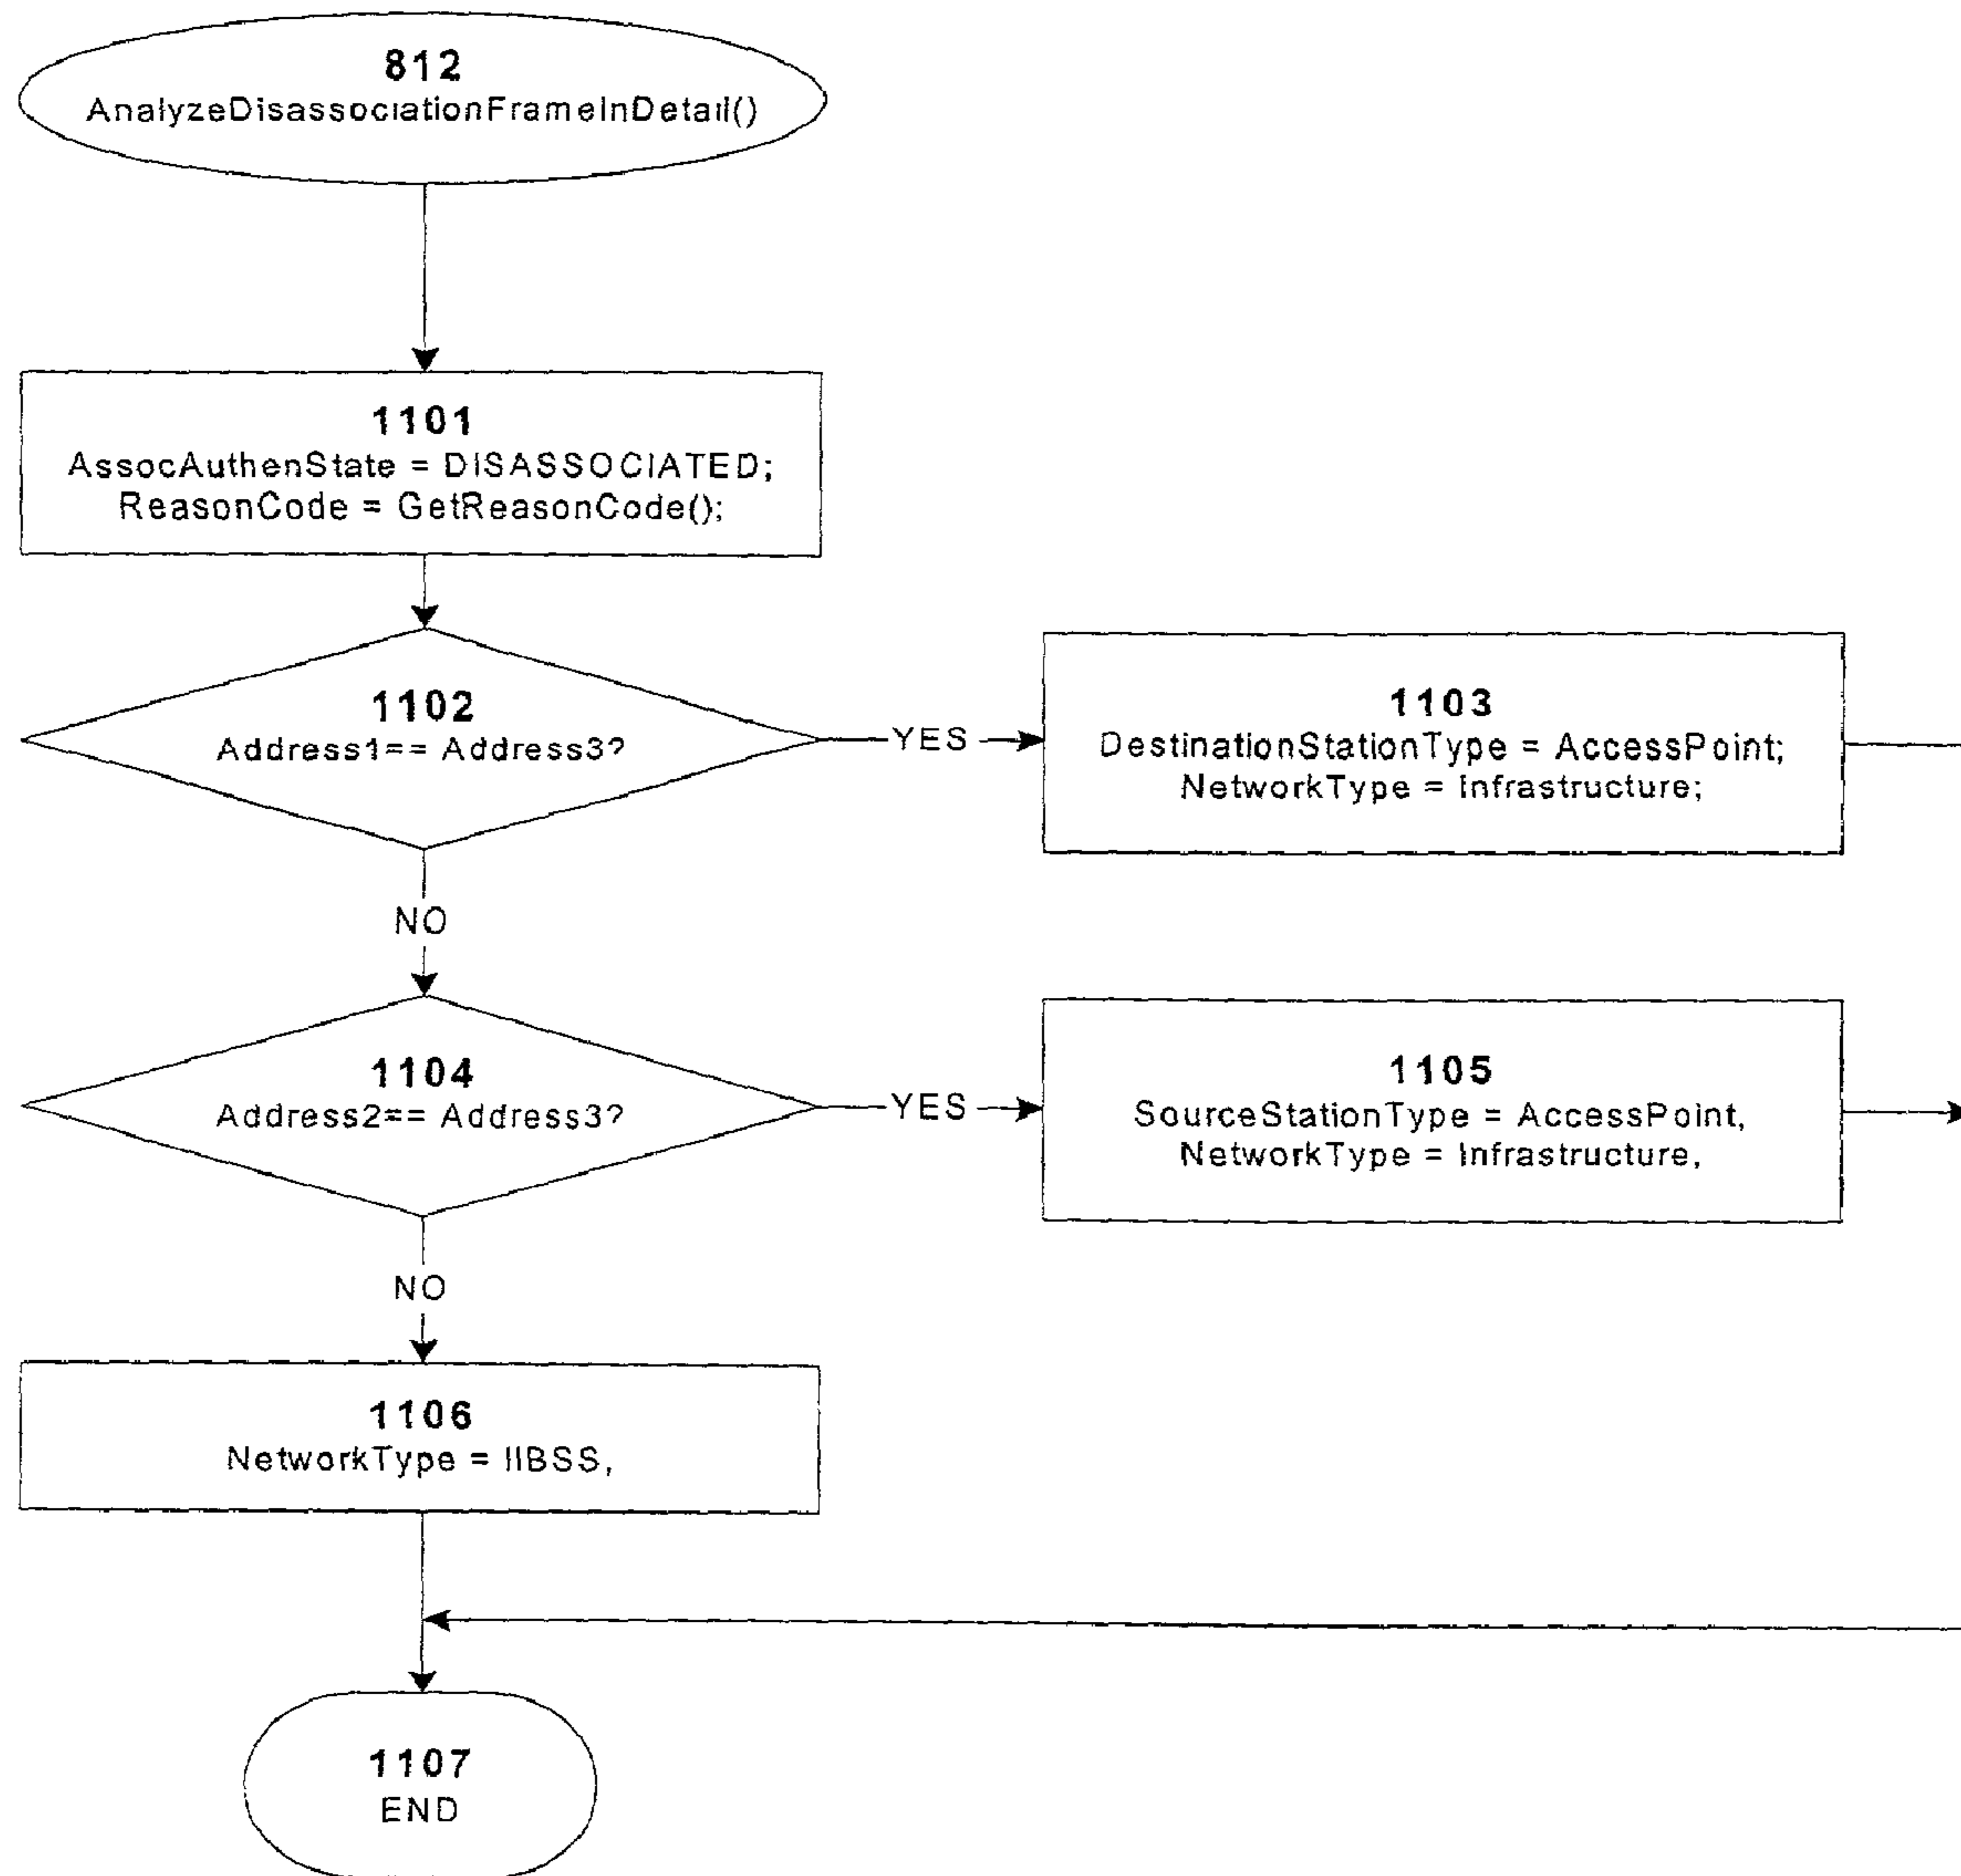 812
AnalyzeDisassociationFrameInDetail()
1101
AssocAuthenState = DISASSOCIATED;
ReasonCode = GetReasonCode();
1102
Address1== Address3?
YES
1103
DestinationStationType = AccessPoint;
NetworkType = Infrastructure;
NO
1104
Address2== Address3?
YES
1105
SourceStationType = AccessPoint,
NetworkType = Infrastructure,
NO
1106
NetworkType = IIBSS,
1107
END